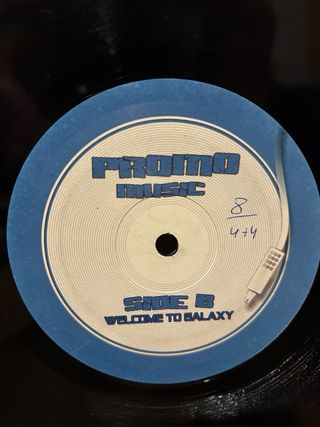 PROMO
MUSIC
8
4+4
SIDE B
WELCOME TO GALAXY